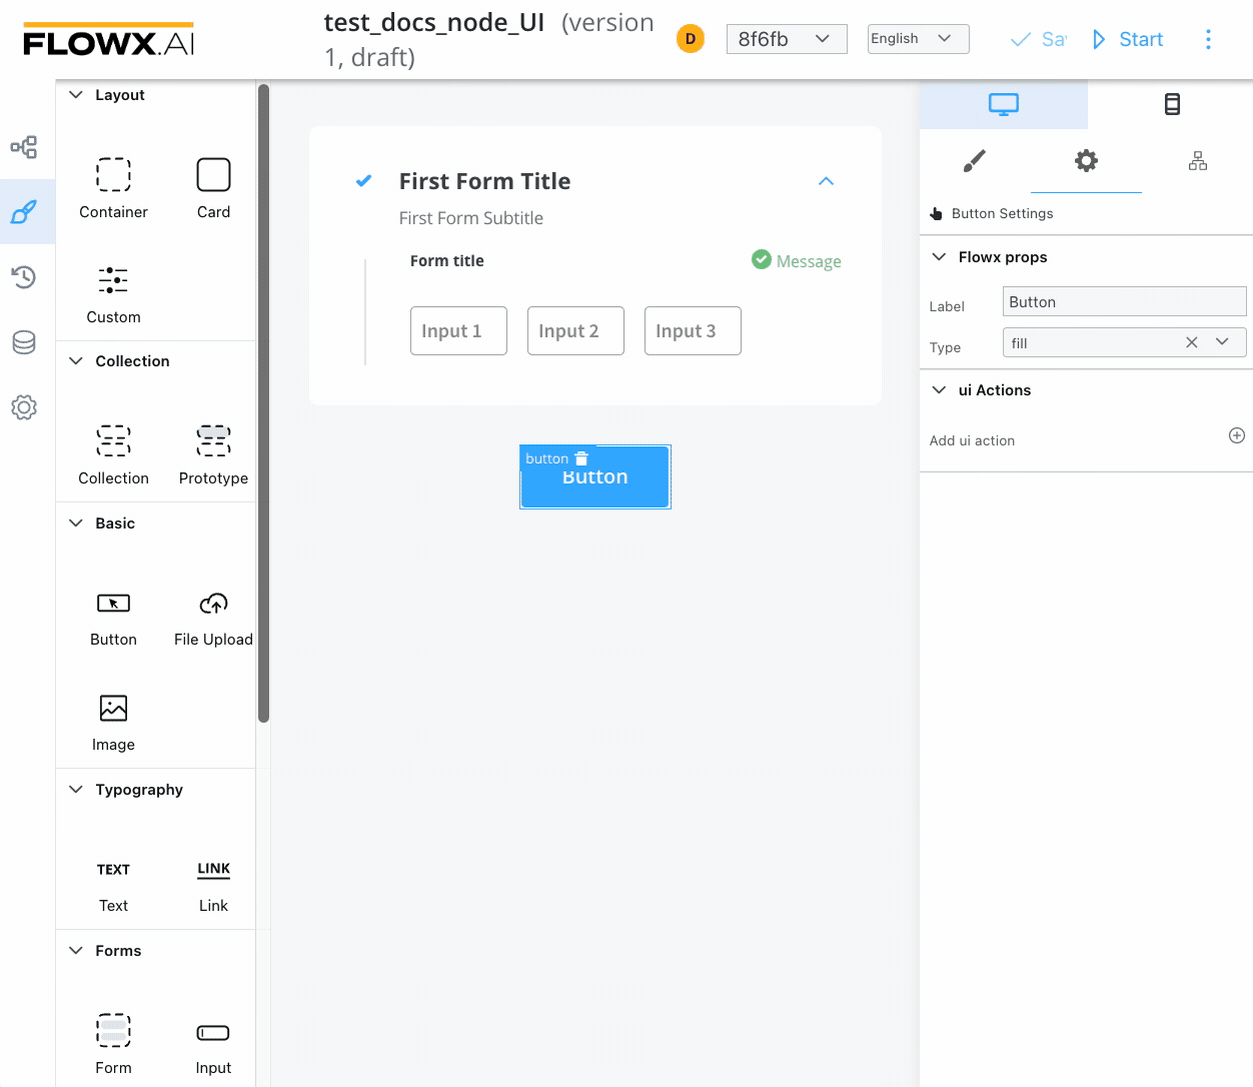 FLOWX.AI
test_docs_node_UI (version
1, draft)
D
8f6fb
English
Start
Layout
Container
Card
Custom
Collection
Collection
Prototype
Basic
Button
File Upload
Image
Typography
TEXT
LINK
Text
Link
Forms
Form
Input
First Form Title
First Form Subtitle
Form title
Message
Input 1
Input 2
Input 3
button
Button
Button Settings
Flowx props
Label
Button
Type
fill
ui Actions
Add ui action